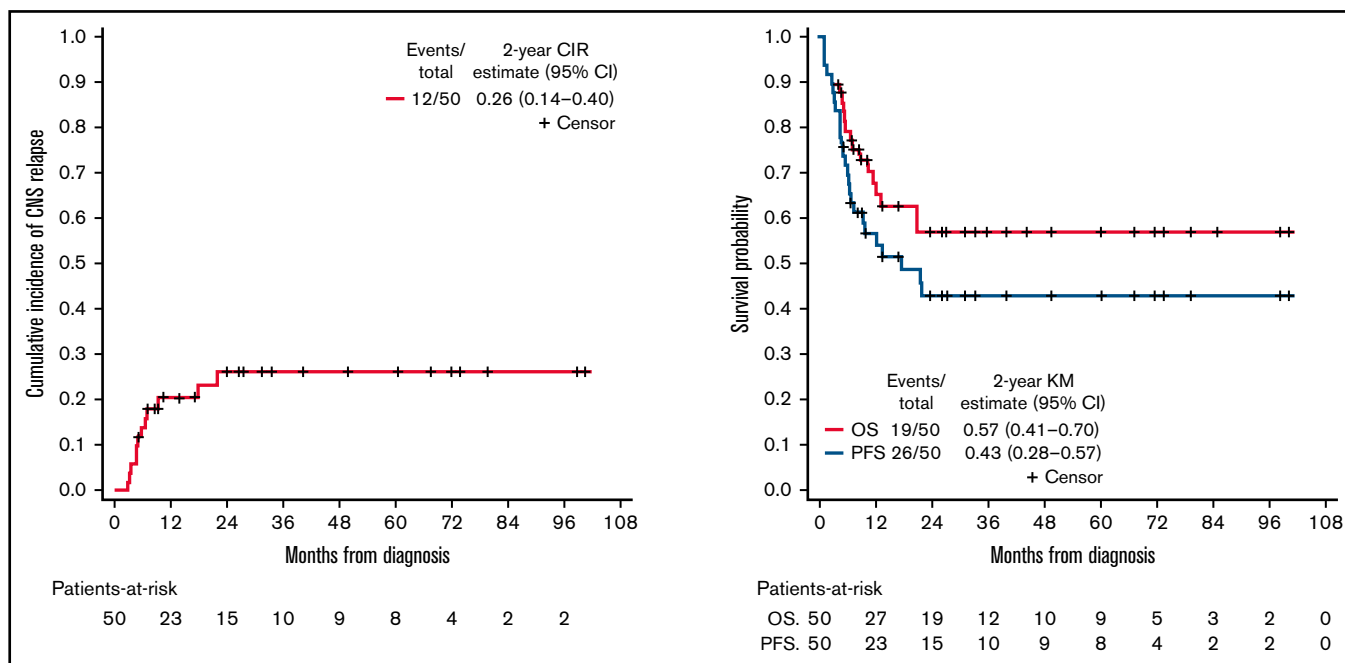 Cumulative incidence of CNS relapse
1.0
0.9
0.8
0.7
0.6
0.5
0.4
0.3
0.2
0.1
0.0
Events/ 2-year CIR
total estimate (95% CI)
12/50 0.26 (0.14–0.40)
+ Censor
0 12 24 36 48 60 72 84 96 108
Months from diagnosis
Patients-at-risk
50 23 15 10 9 8 4 2 2
Survival probability
1.0
0.9
0.8
0.7
0.6
0.5
0.4
0.3
0.2
0.1
0.0
Events/ 2-year KM
total estimate (95% CI)
OS 19/50 0.57 (0.41–0.70)
PFS 26/50 0.43 (0.28–0.57)
+ Censor
0 12 24 36 48 60 72 84 96 108
Months from diagnosis
Patients-at-risk
OS. 50 27 19 12 10 9 5 3 2 0
PFS. 50 23 15 10 9 8 4 2 2 0